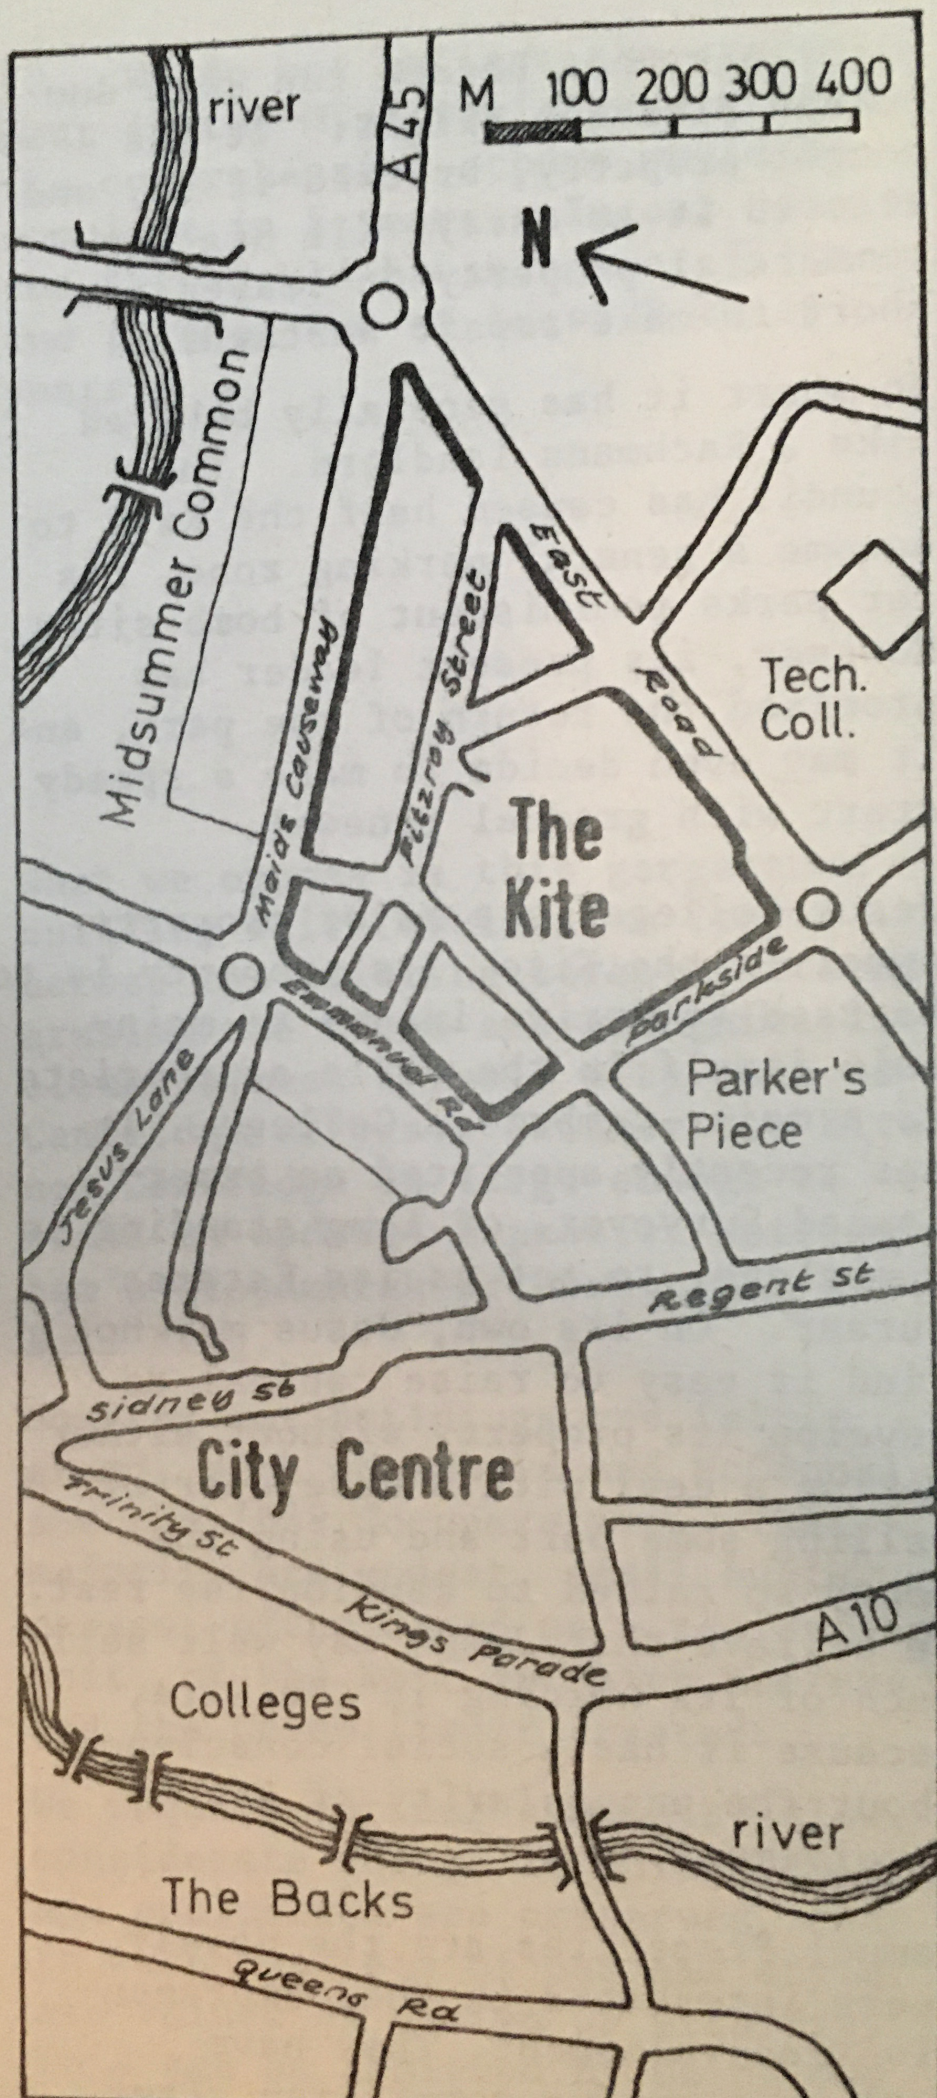 river
A45
M 100 200 300 400
N
Midsummer Common
East
Road
Maids Causeway
Fitzroy Street
Tech.
Coll.
The
Kite
Emmanuel Rd
Parkside
Jesus Lane
Parker's
Piece
Regent St
Sidney St
City Centre
Trinity St
Kings Parade
A10
Colleges
river
The Backs
Queens Rd